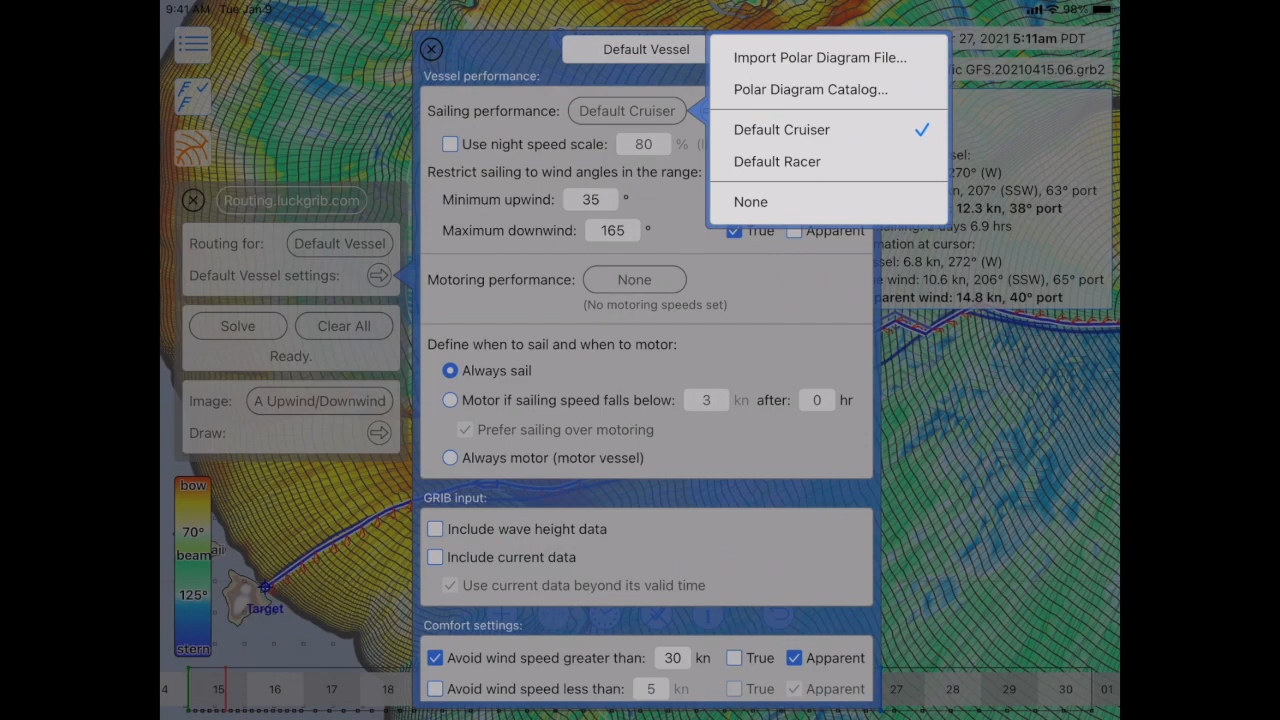 9:41 AM Tue Jan 9
98%
Default Vessel
27, 2021 5:11am PDT
GFS.20210415.06.grb2
Import Polar Diagram File...
Polar Diagram Catalog...
Default Cruiser
Default Racer
None
Vessel performance:
Sailing performance: Default Cruiser
Use night speed scale: 80 %
Restrict sailing to wind angles in the range:
Minimum upwind: 35 °
Maximum downwind: 165 °
True Apparent
Motoring performance: None
(No motoring speeds set)
Define when to sail and when to motor:
Always sail
Motor if sailing speed falls below: 3 kn after: 0 hr
Prefer sailing over motoring
Always motor (motor vessel)
GRIB input:
Include wave height data
Include current data
Use current data beyond its valid time
Comfort settings:
Avoid wind speed greater than: 30 kn True Apparent
Avoid wind speed less than: 5 kn True Apparent
Routing.luckgrib.com
Routing for: Default Vessel
Default Vessel settings:
Solve Clear All
Ready.
Image: A Upwind/Downwind
Draw:
270° (W)
207° (SSW), 63° port
12.3 kn, 38° port
days 6.9 hrs
at cursor:
6.8 kn, 272° (W)
wind: 10.6 kn, 206° (SSW), 65° port
wind: 14.8 kn, 40° port
bow
70°
beam
125°
stern
Target
4 15 16 17 18 27 28 29 30 01